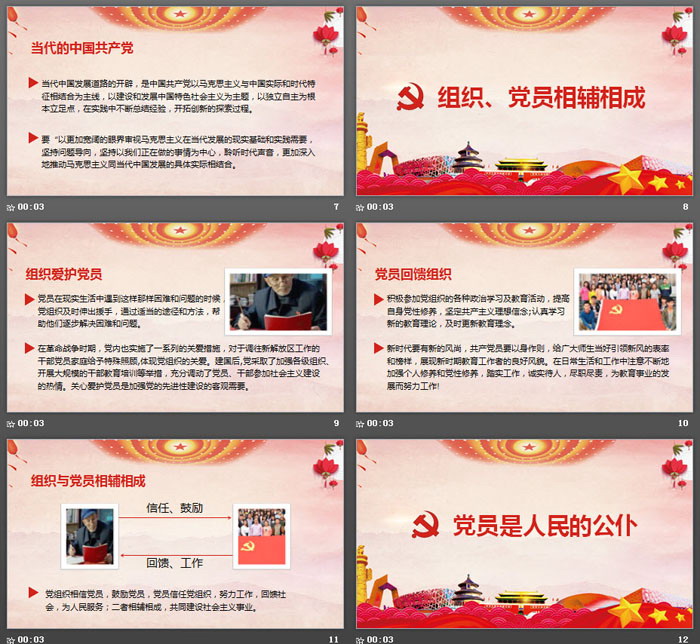 当代的中国共产党
当代中国发展道路的开辟，是中国共产党以马克思主义与中国实际和时代特
征相结合为主线，以建设和发展中国特色社会主义为主题，以独立自主为根
本立足点，在实践中不断总结经验，开拓创新的探索过程。
要“以更加宽阔的眼界审视马克思主义在当代发展的现实基础和实践需要，
坚持问题导向，坚持以我们正在做的事情为中心，聆听时代声音，更加深入
地推动马克思主义同当代中国发展的具体实际相结合。
00:03
7
组织、党员相辅相成
00:03
8
组织爱护党员
党员在现实生活中遇到这样那样困难和问题的时候，
党组织及时伸出援手，通过适当的途径和方法，帮
助他们逐步解决困难和问题。
在革命战争时期，党内也实施了一系列的关爱措施，对于调往新解放区工作的
干部党员家庭给予特殊照顾,体现党组织的关爱。建国后,党采取了加强各级组织、
开展大规模的干部教育培训等举措，充分调动了党员、干部参加社会主义建设
的热情。关心爱护党员是加强党的先进性建设的客观需要。
00:03
9
党员回馈组织
积极参加党组织的各种政治学习及教育活动，提高
自身党性修养，坚定共产主义理想信念;认真学习
新的教育理论，及时更新教育理念。
新时代要有新的风尚，共产党员要以身作则，给广大师生当好引领新风的表率
和榜样，展现新时期教育工作者的良好风貌。在日常生活和工作中注意不断地
加强个人修养和党性修养，踏实工作，诚实待人，尽职尽责，为教育事业的发
展而努力工作!
00:03
10
组织与党员相辅相成
信任、鼓励
回馈、工作
党组织相信党员，鼓励党员，党员信任党组织，努力工作，回馈社
会，为人民服务；二者相辅相成，共同建设社会主义事业。
00:03
11
党员是人民的公仆
00:03
12